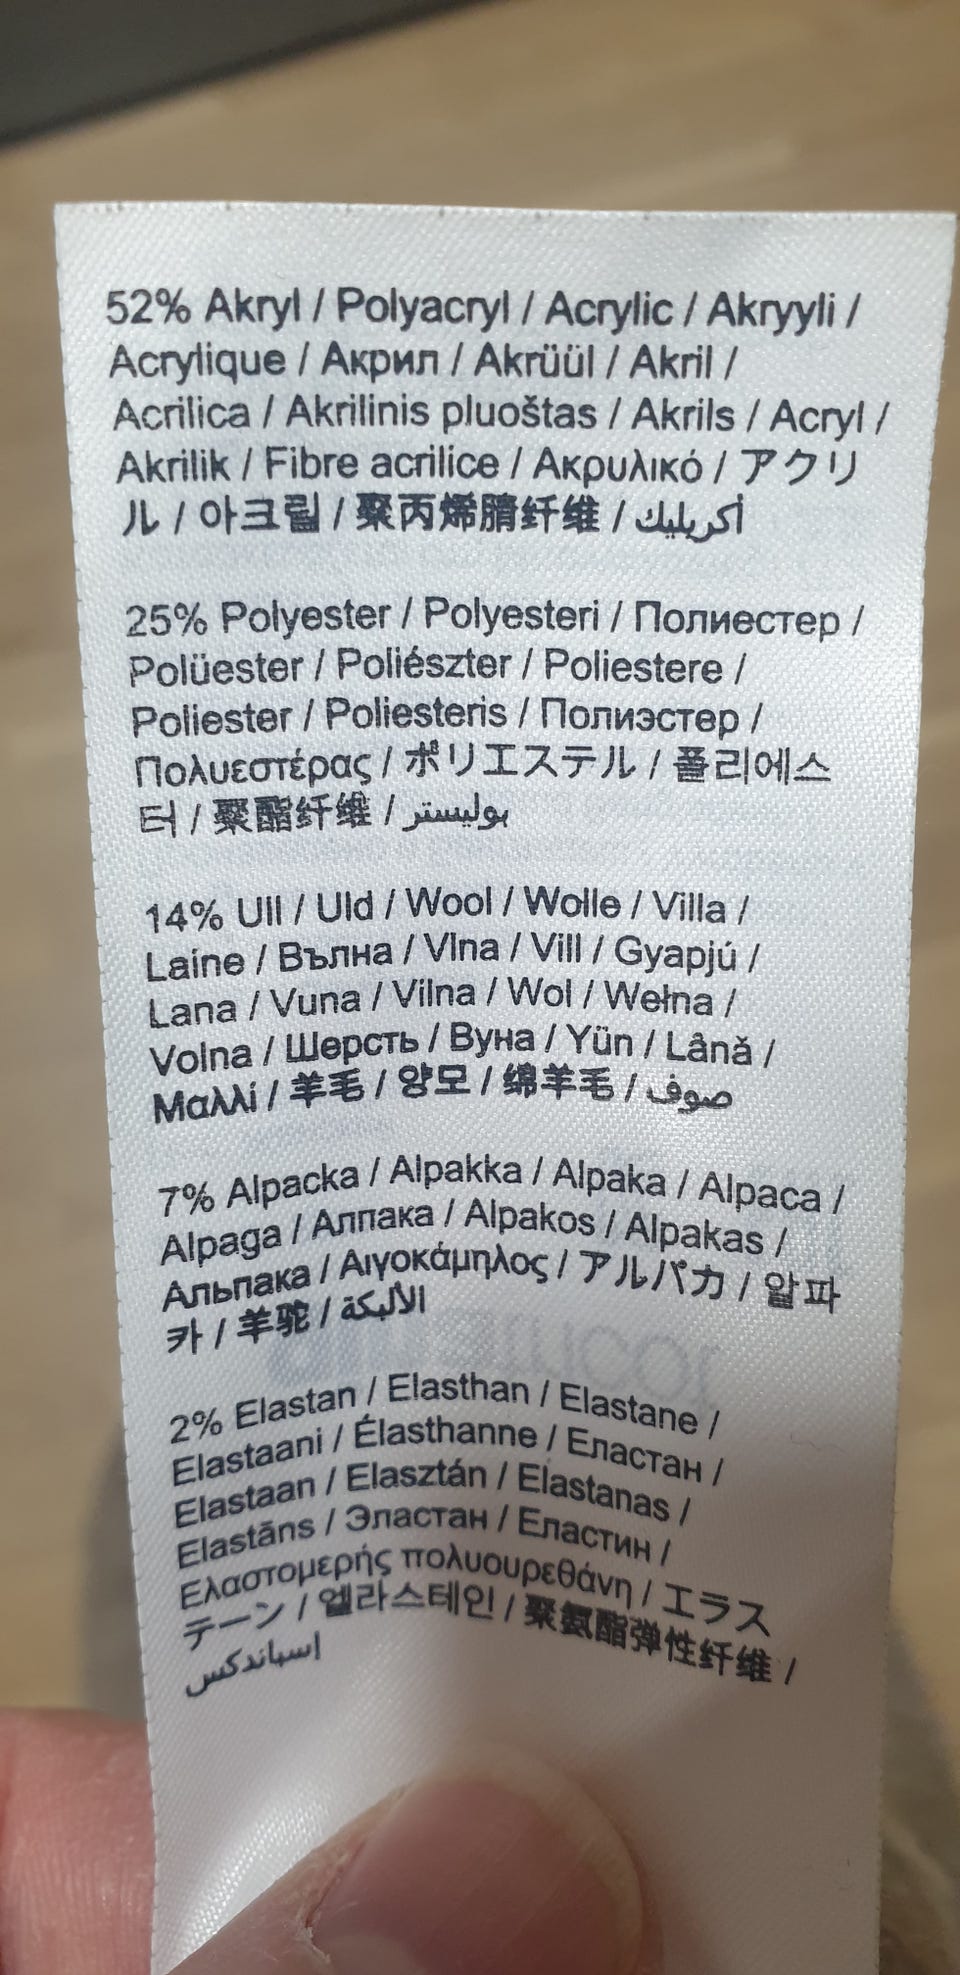 52% Akryl / Polyacryl / Acrylic / Akryyli /
Acrylique / Акрил / Akrüül / Akril /
Acrilica / Akrilinis pluoštas / Akrils / Acryl /
Akrilik / Fibre acrilice / Ακρυλικό / アクリ
ル / 아크릴 / 聚丙烯腈纤维 / أكريليك
25% Polyester / Polyesteri / Полиестер /
Polüester / Poliészter / Poliestere /
Poliester / Poliesteris / Полиэстер /
Πολυεστέρας / ポリエステル / 폴리에스
터 / 聚酯纤维 / بوليستر
14% Ull / Uld / Wool / Wolle / Villa /
Laine / Вълна / Vlna / Vill / Gyapjú /
Lana / Vuna / Vilna / Wol / Wełna /
Volna / Шерсть / Вуна / Yün / Lână /
Μαλλί / 羊毛 / 양모 / 绵羊毛 / صوف
7% Alpacka / Alpakka / Alpaka / Alpaca /
Alpaga / Алпака / Alpakos / Alpakas /
Альпака / Αιγοκάμηλος / アルパカ / 알파
카 / 羊驼 / الألبكة
2% Elastan / Elasthan / Elastane /
Elastaani / Élasthanne / Еластан /
Elastaan / Elasztán / Elastanas /
Elastāns / Эластан / Еластин /
Ελαστομερής πολυουρεθάνη / エラス
テーン / 엘라스테인 / 聚氨酯弹性纤维 /
إسباندكس